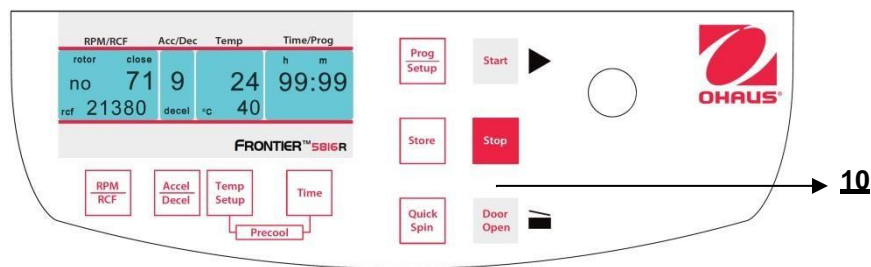 RPM/RCF Acc/Dec Temp Time/Prog
rotor close h m
no 71 9 24 99:99
rcf 21380 decel °C 40
FRONTIER™ 5816R
RPM
RCF
Accel
Decel
Temp
Setup
Time
Precool
Prog
Setup
Start
Store
Stop
Quick
Spin
Door
Open
OHAUS®
10